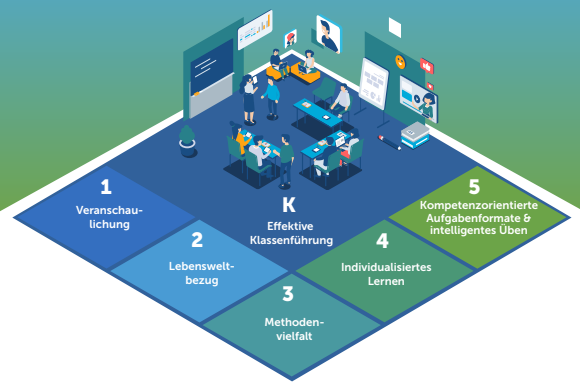 1
Veranschau-
lichung
2
Lebenswelt-
bezug
3
Methoden-
vielfalt
K
Effektive
Klassenführung
4
Individualisiertes
Lernen
5
Kompetenzorientierte
Aufgabenformate &
intelligentes Üben